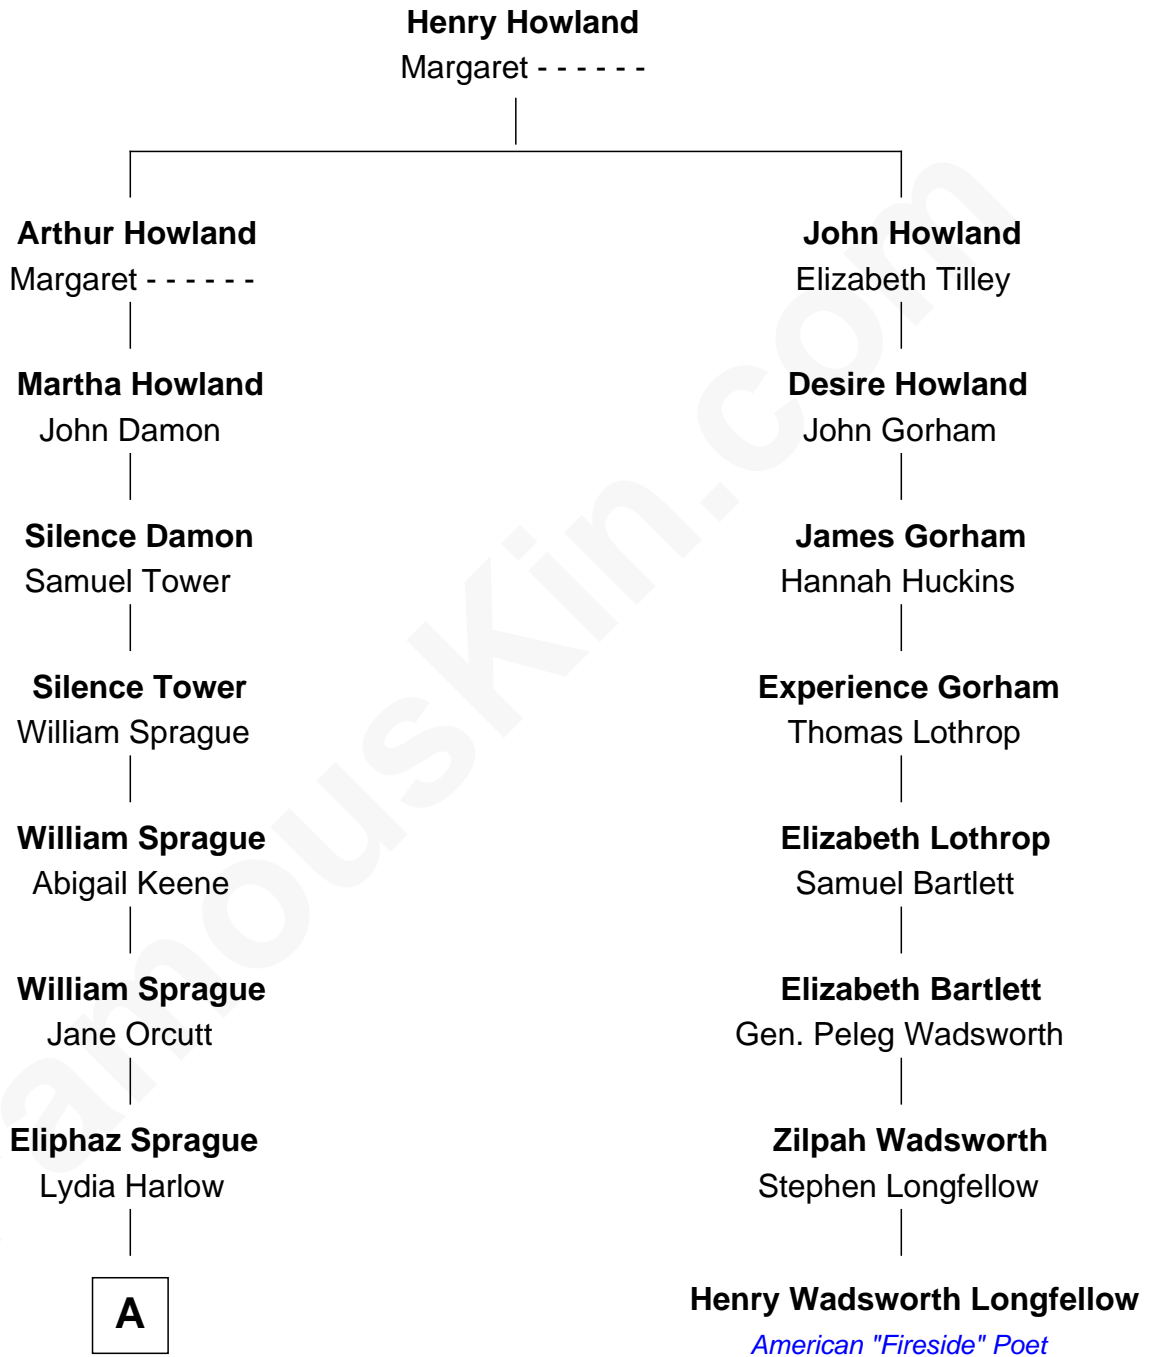 Henry Howland
Margaret - - - - - -
Arthur Howland
Margaret - - - - - -
John Howland
Elizabeth Tilley
Martha Howland
John Damon
Desire Howland
John Gorham
Silence Damon
Samuel Tower
James Gorham
Hannah Huckins
Silence Tower
William Sprague
Experience Gorham
Thomas Lothrop
William Sprague
Abigail Keene
Elizabeth Lothrop
Samuel Bartlett
William Sprague
Jane Orcutt
Elizabeth Bartlett
Gen. Peleg Wadsworth
Eliphaz Sprague
Lydia Harlow
Zilpah Wadsworth
Stephen Longfellow
A
Henry Wadsworth Longfellow
American "Fireside" Poet
amousKin.com